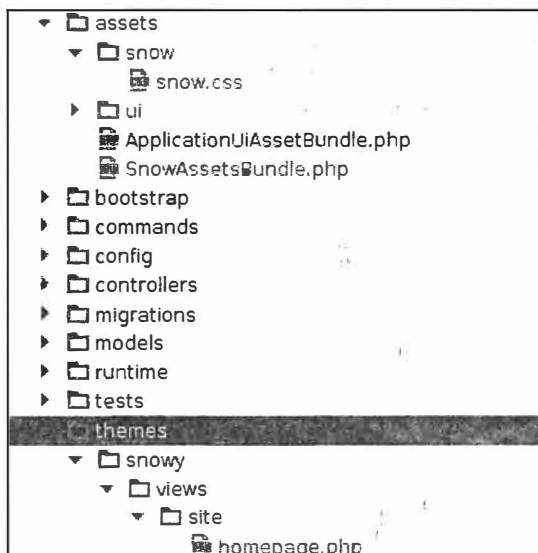 assets
snow
snow.css
ui
ApplicationUiAssetBundle.php
SnowAssetsBundle.php
bootstrap
commands
config
controllers
migrations
models
runtime
tests
themes
snowy
views
site
homepage.php